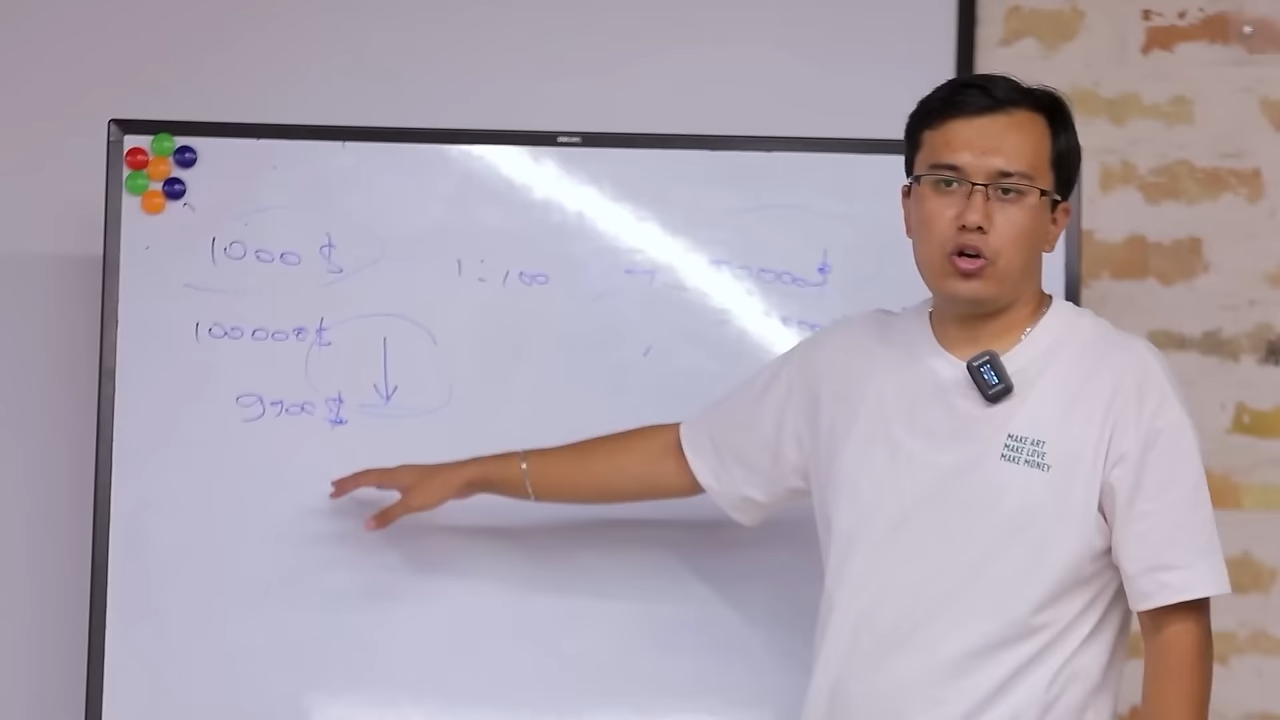 1000 $
1:100
100000$
9700$
MAKE ART
MAKE LOVE
MAKE MONEY